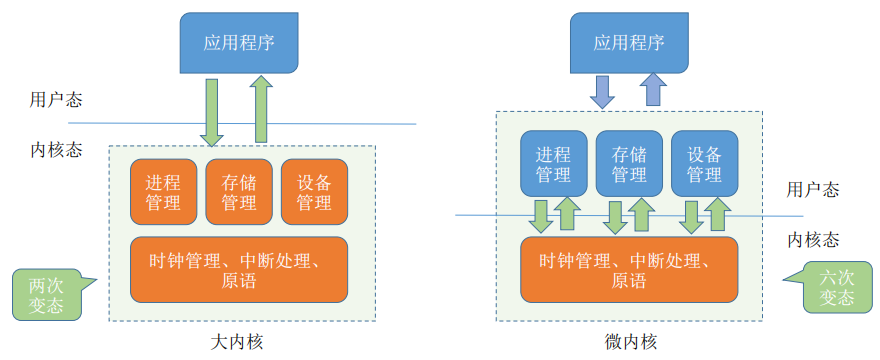 应用程序
用户态
内核态
进程
管理
存储
管理
设备
管理
时钟管理、中断处理、
原语
两次
变态
大内核
应用程序
进程
管理
存储
管理
设备
管理
用户态
内核态
时钟管理、中断处理、
原语
六次
变态
微内核